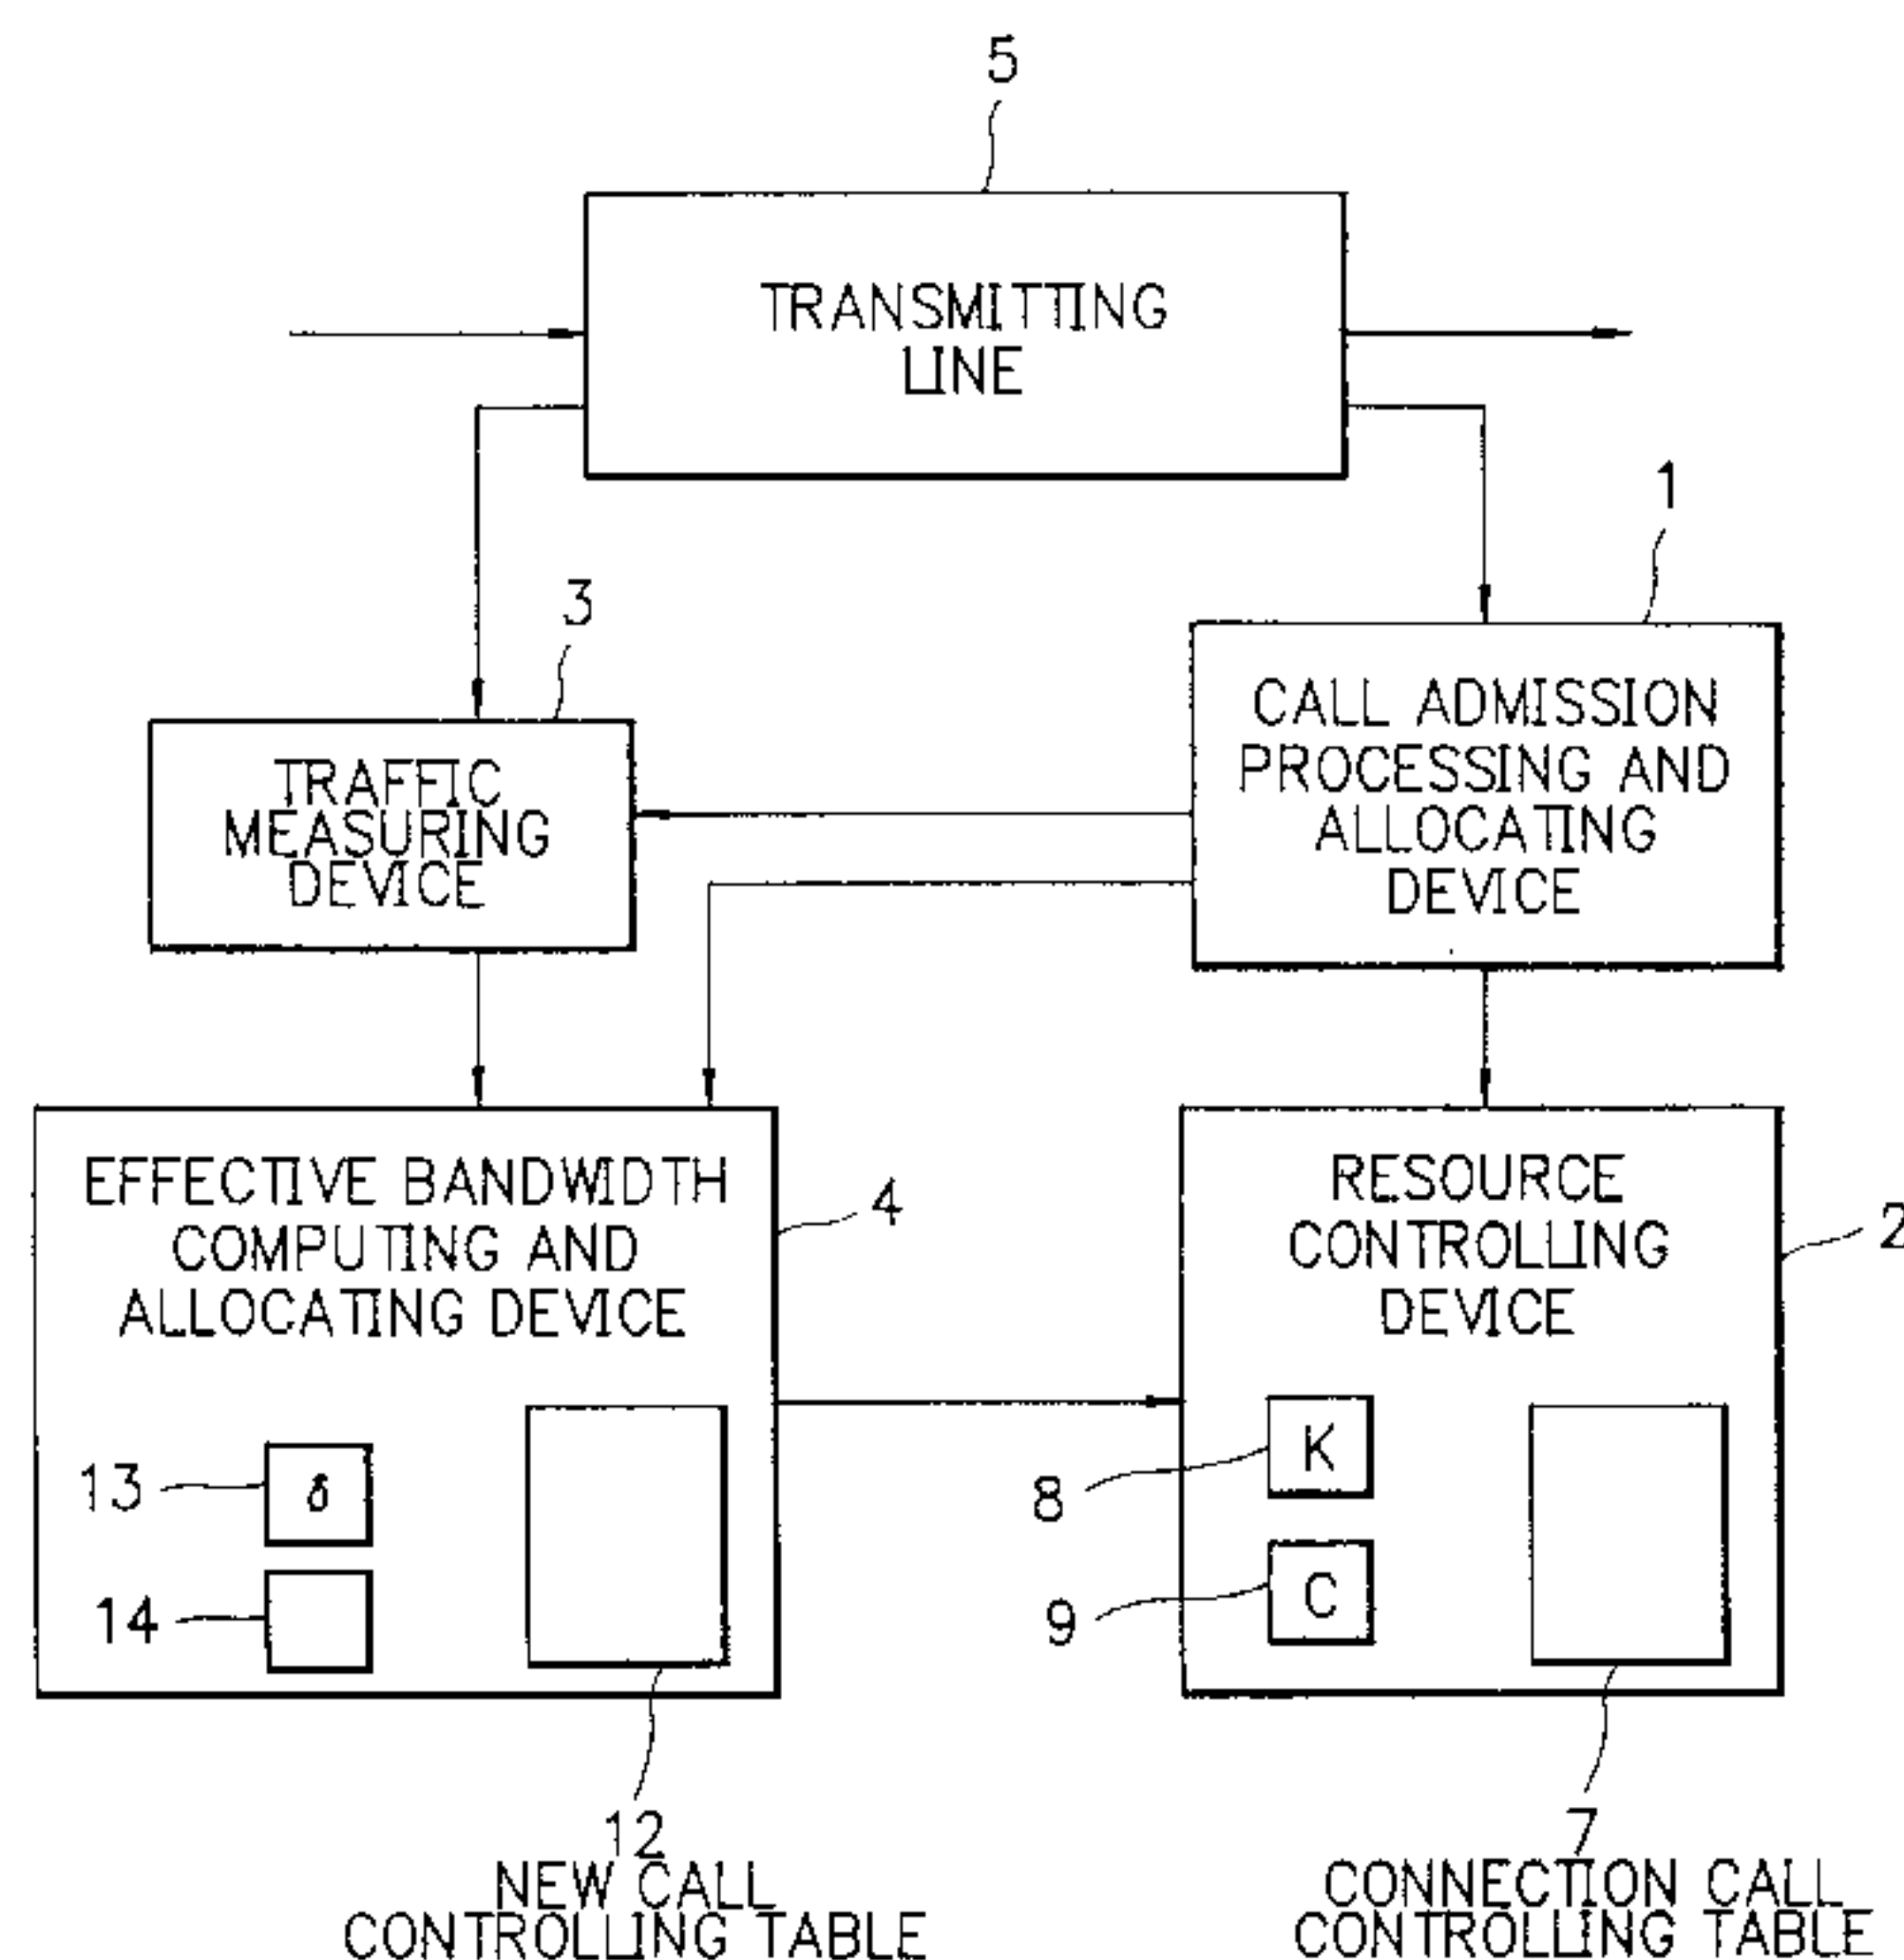 5
TRANSMITTING
LINE
1
3
CALL ADMISSION
PROCESSING AND
ALLOCATING
DEVICE
TRAFFIC
MEASURING
DEVICE
EFFECTIVE BANDWIDTH
COMPUTING AND
ALLOCATING DEVICE
4
RESOURCE
CONTROLLING
DEVICE
2
13
δ
14
8
K
9
C
12
NEW CALL
CONTROLLING TABLE
7
CONNECTION CALL
CONTROLLING TABLE